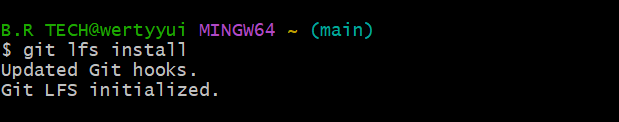 B.R TECH@wertyyui MINGW64 ~ (main)
$ git lfs install
Updated Git hooks.
Git LFS initialized.